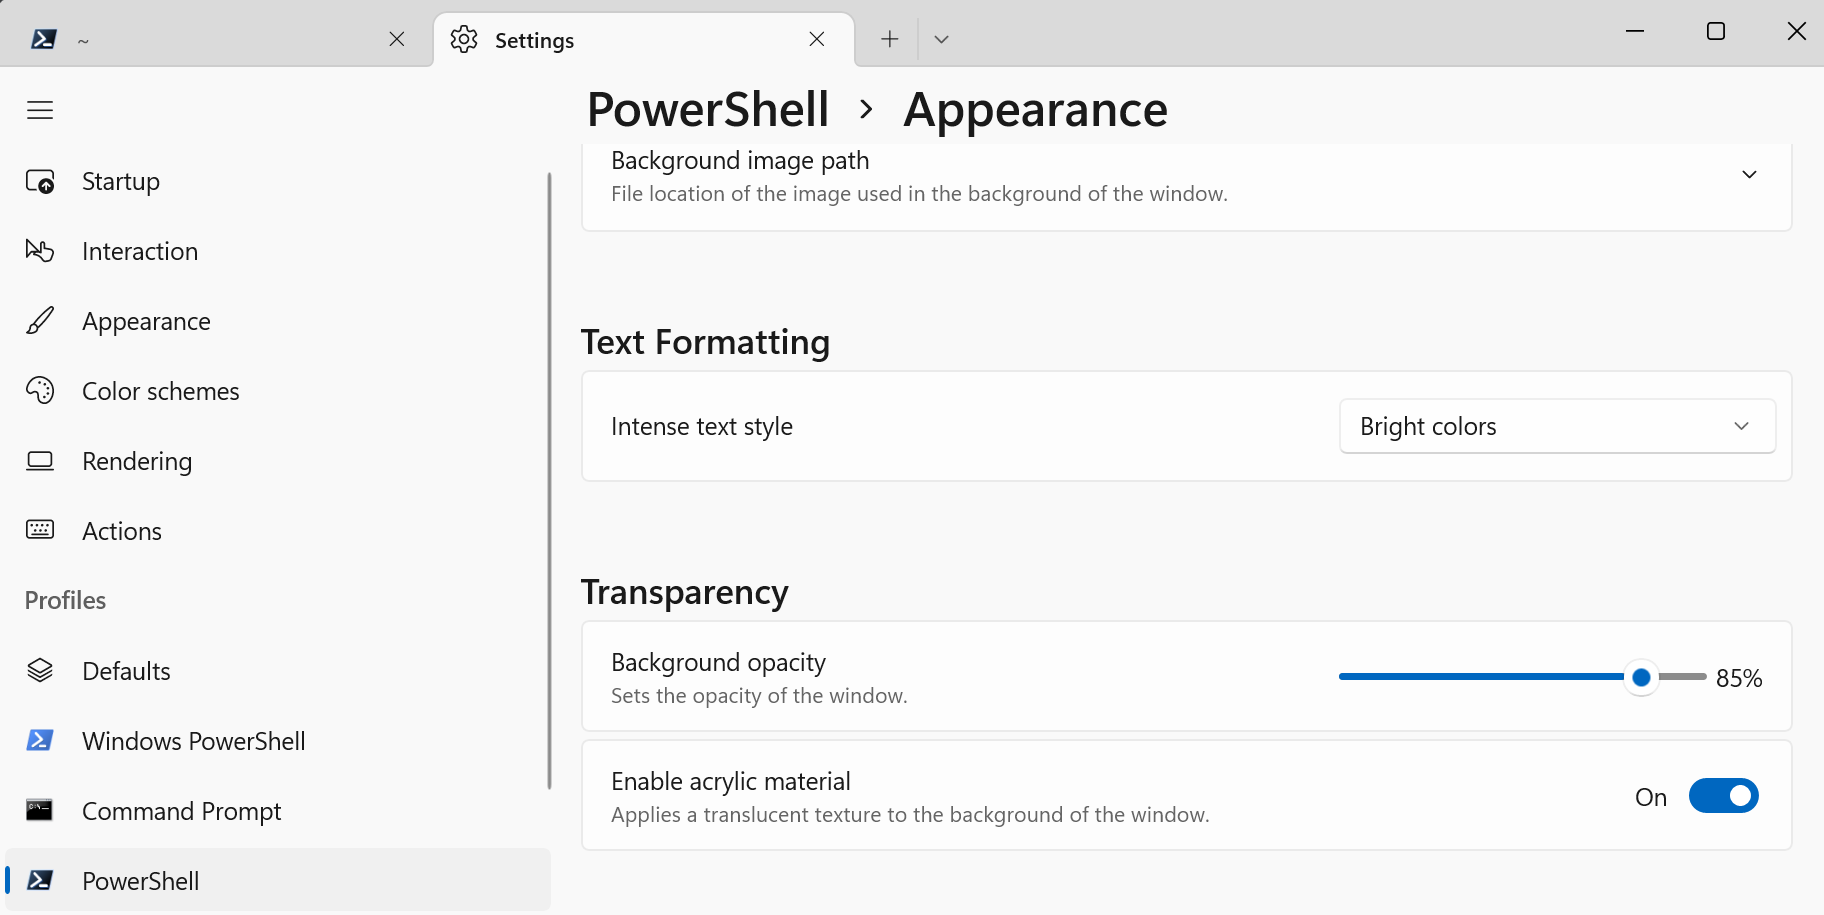 ~
Settings
PowerShell › Appearance
Startup
Interaction
Appearance
Color schemes
Rendering
Actions
Profiles
Defaults
Windows PowerShell
Command Prompt
PowerShell
Background image path
File location of the image used in the background of the window.
Text Formatting
Intense text style
Bright colors
Transparency
Background opacity
Sets the opacity of the window.
85%
Enable acrylic material
Applies a translucent texture to the background of the window.
On